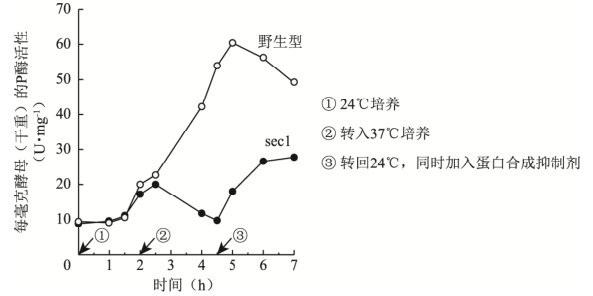 每毫克酵母（干重）的P酶活性
（U·mg⁻¹）
70
60
50
40
30
20
10
0
1
2
3
4
5
6
7
时间（h）
野生型
sec1
①
②
③
① 24℃培养
② 转入37℃培养
③ 转回24℃，同时加入蛋白合成抑制剂